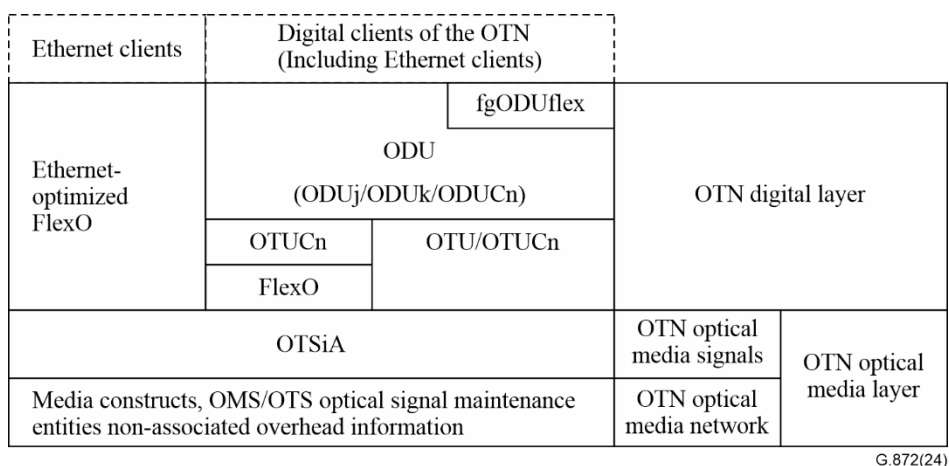 Ethernet clients
Digital clients of the OTN
(Including Ethernet clients)
fgODUflex
Ethernet-
optimized
FlexO
ODU
(ODUj/ODUk/ODUCn)
OTN digital layer
OTUCn
OTU/OTUCn
FlexO
OTSiA
OTN optical
media signals
OTN optical
media layer
Media constructs, OMS/OTS optical signal maintenance
entities non-associated overhead information
OTN optical
media network
G.872(24)